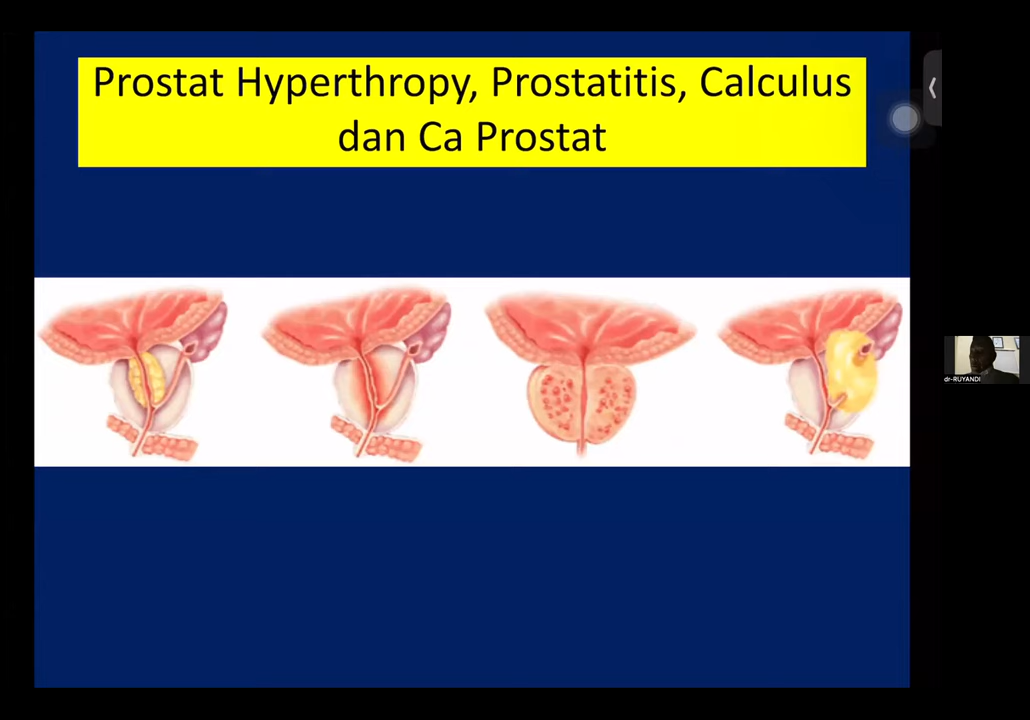 Prostat Hyperthropy, Prostatitis, Calculus
dan Ca Prostat
dr-RUYANDI